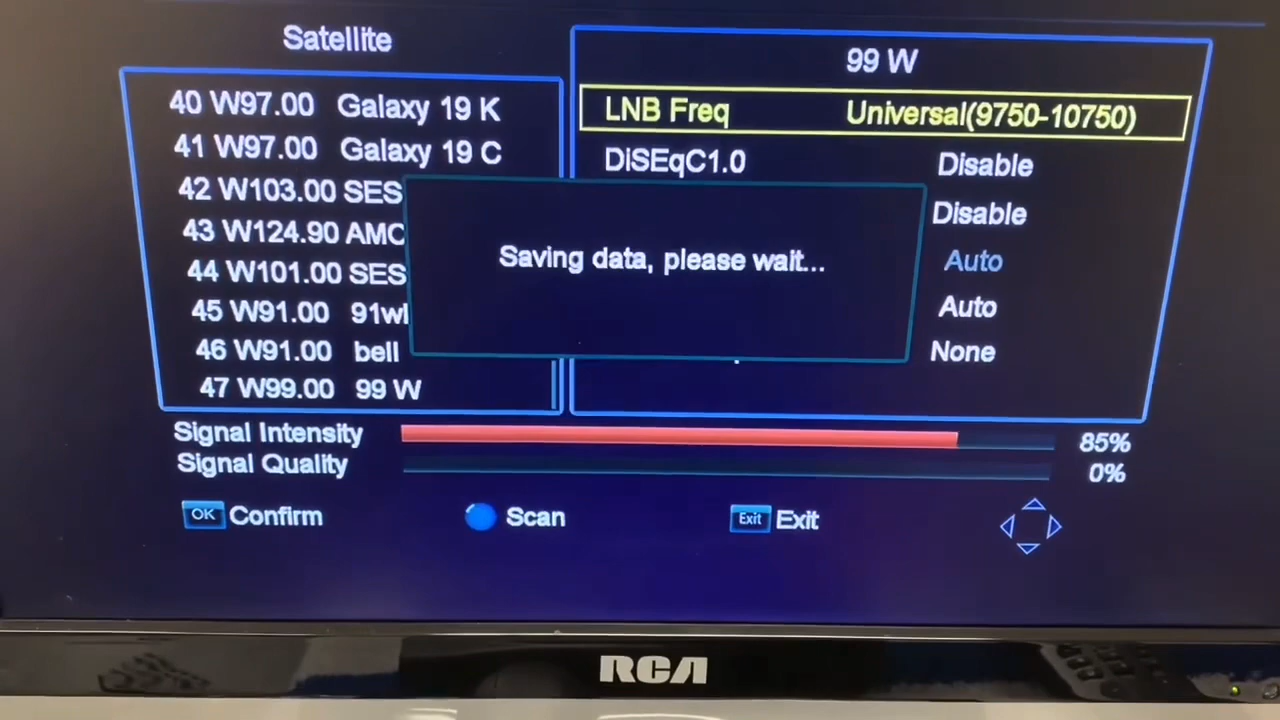 Satellite
40 W97.00 Galaxy 19 K
41 W97.00 Galaxy 19 C
42 W103.00 SES
43 W124.90 AMC
44 W101.00 SES
45 W91.00 91wl
46 W91.00 bell
47 W99.00 99 W
99 W
LNB Freq Universal(9750-10750)
DiSEqC1.0 Disable
Disable
Auto
Auto
None
Saving data, please wait...
Signal Intensity 85%
Signal Quality 0%
OK Confirm Scan Exit Exit
RCA